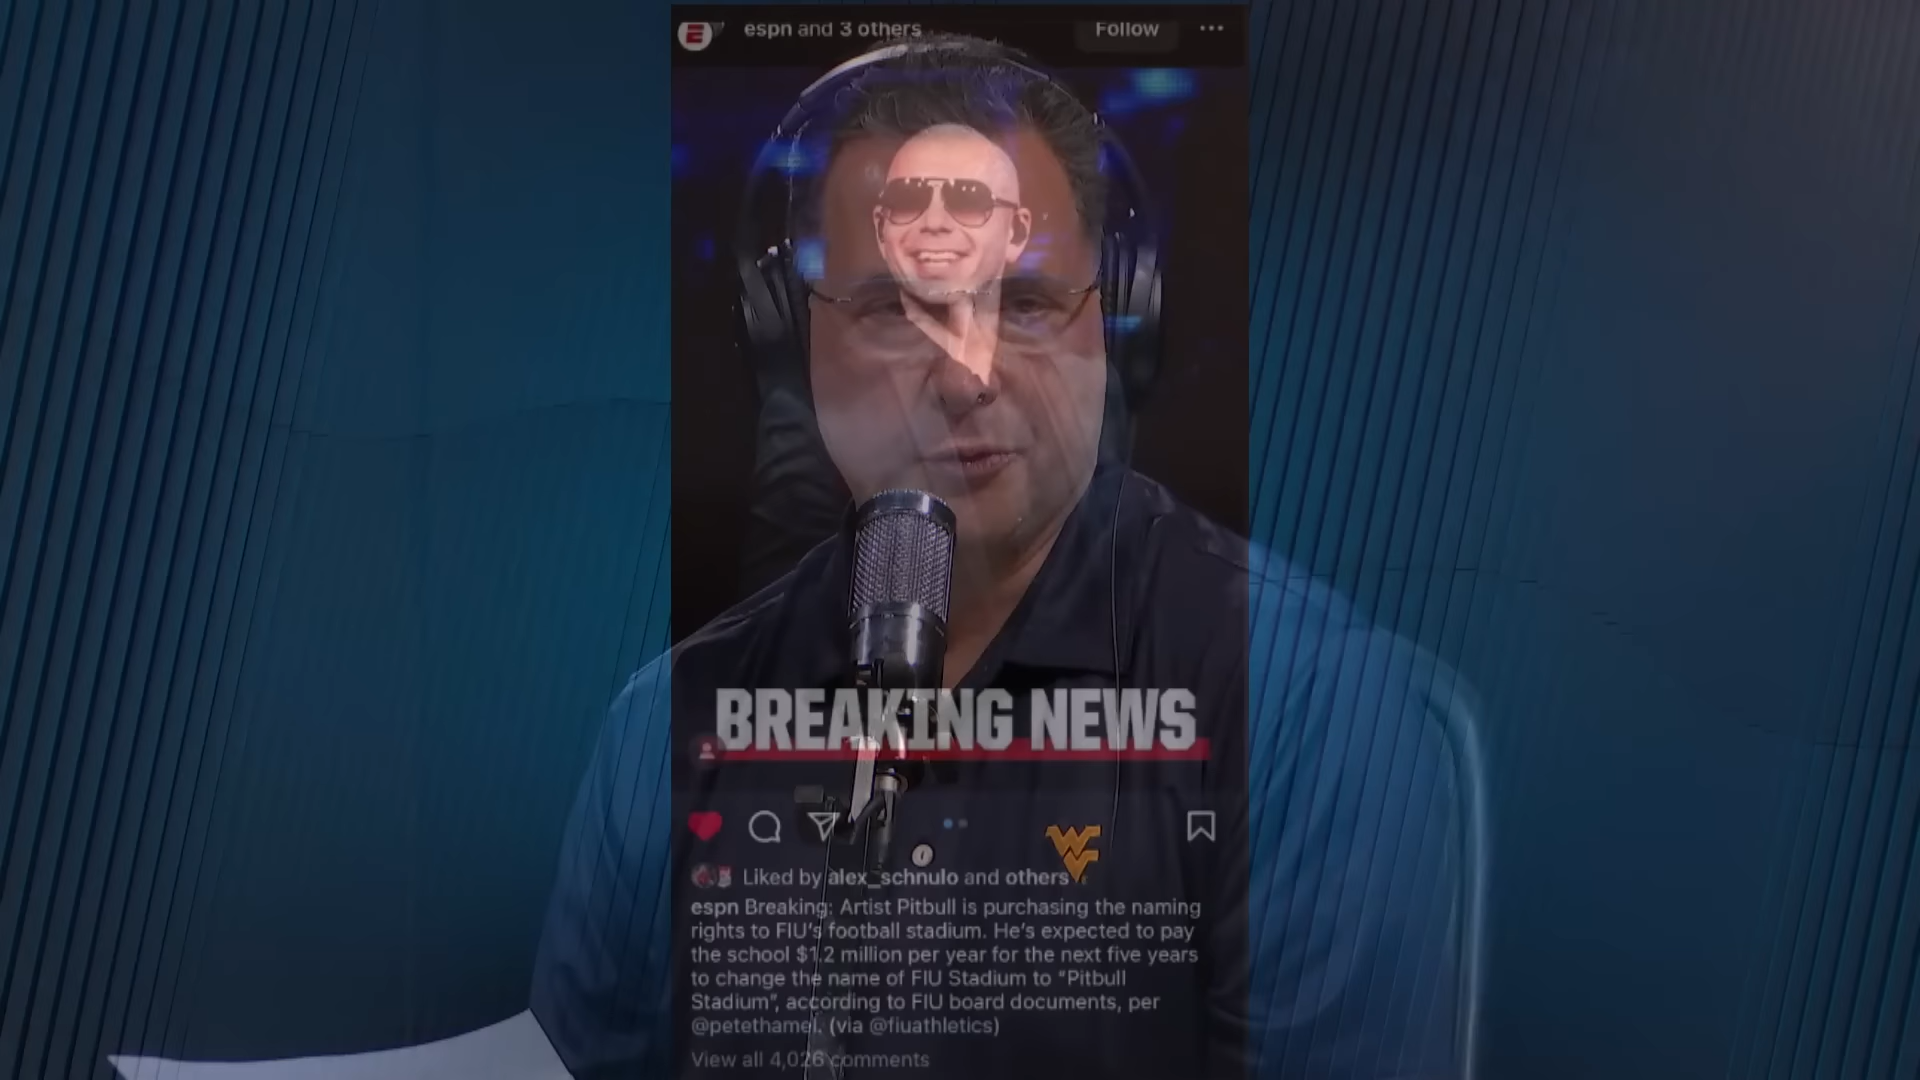 espn and 3 others
Follow
BREAKING NEWS
Liked by alex_schnulo and others
espn Breaking: Artist Pitbull is purchasing the naming
rights to FIU's football stadium. He's expected to pay
the school $1.2 million per year for the next five years
to change the name of FIU Stadium to "Pitbull
Stadium", according to FIU board documents, per
@petethamel. (via @fiuathletics)
View all 4,026 comments